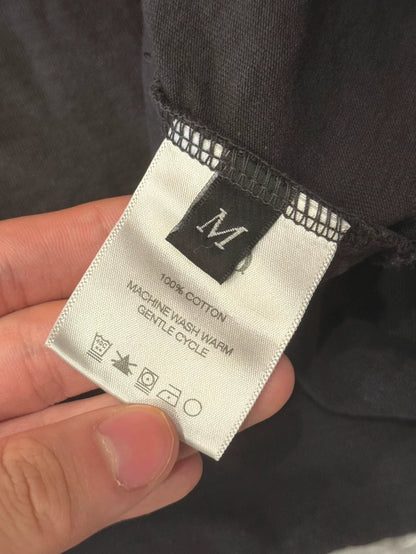 M
100% COTTON
MACHINE WASH WARM
GENTLE CYCLE